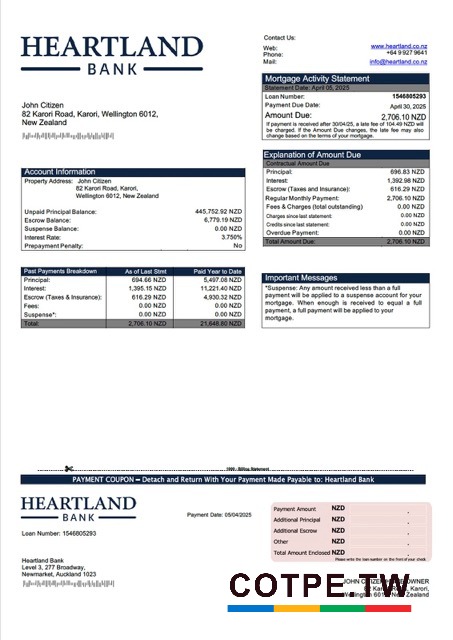 HEARTLAND
BANK
Contact Us:
Web: www.heartland.co.nz
Phone: +64 9 927 9641
Mail: info@heartland.co.nz
Mortgage Activity Statement
Statement Date: April 05, 2025
Loan Number: 1546805293
Payment Due Date: April 30, 2025
Amount Due: 2,706.10 NZD
If payment is received after 30/04/25, a late fee of 104.49 NZD will
be charged. If the Amount Due changes, the late fee may also
change based on the terms of your mortgage.
John Citizen
82 Karori Road, Karori, Wellington 6012,
New Zealand
Explanation of Amount Due
Contractual Amount Due
Principal: 696.83 NZD
Interest: 1,392.98 NZD
Escrow (Taxes and Insurance): 616.29 NZD
Regular Monthly Payment: 2,706.10 NZD
Fees & Charges (total outstanding) 0.00 NZD
Charges since last statement: 0.00 NZD
Credits since last statement: 0.00 NZD
Overdue Payment: 0.00 NZD
Total Amount Due: 2,706.10 NZD
Account Information
Property Address: John Citizen
82 Karori Road, Karori,
Wellington 6012, New Zealand
Unpaid Principal Balance: 445,752.92 NZD
Escrow Balance: 6,779.19 NZD
Suspense Balance: 0.00 NZD
Interest Rate: 3.750%
Prepayment Penalty: No
Past Payments Breakdown As of Last Stmt Paid Year to Date
Principal: 694.66 NZD 5,497.08 NZD
Interest: 1,395.15 NZD 11,221.40 NZD
Escrow (Taxes & Insurance): 616.29 NZD 4,930.32 NZD
Fees: 0.00 NZD 0.00 NZD
Suspense*: 0.00 NZD 0.00 NZD
Total: 2,706.10 NZD 21,648.80 NZD
Important Messages
*Suspense: Any amount received less than a full
payment will be applied to a suspense account for your
mortgage. When enough is received to equal a full
payment, a full payment will be applied to your
mortgage.
Billing Statement
PAYMENT COUPON – Detach and Return With Your Payment Made Payable to: Heartland Bank
HEARTLAND
BANK
Payment Date: 05/04/2025
Loan Number: 1546805293
Payment Amount NZD
Additional Principal NZD
Additional Escrow NZD
Other NZD
Total Amount Enclosed NZD
Please write the loan number on the front of your check
Heartland Bank
Level 3, 277 Broadway,
Newmarket, Auckland 1023
COTPE.TW